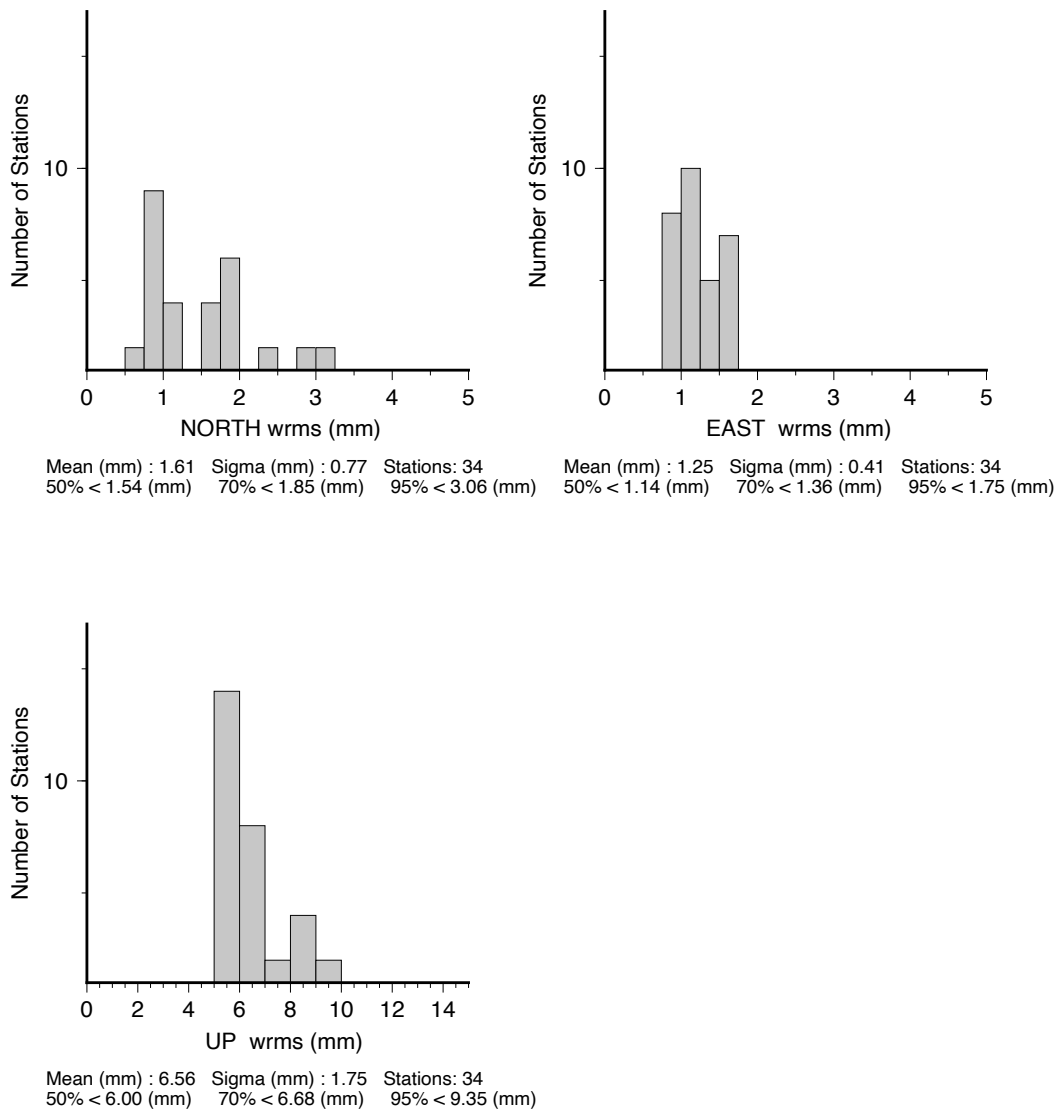 Number of Stations
10
0 1 2 3 4 5
NORTH wrms (mm)
Mean (mm) : 1.61 Sigma (mm) : 0.77 Stations: 34
50% < 1.54 (mm) 70% < 1.85 (mm) 95% < 3.06 (mm)
Number of Stations
10
0 1 2 3 4 5
EAST wrms (mm)
Mean (mm) : 1.25 Sigma (mm) : 0.41 Stations: 34
50% < 1.14 (mm) 70% < 1.36 (mm) 95% < 1.75 (mm)
Number of Stations
10
0 2 4 6 8 10 12 14
UP wrms (mm)
Mean (mm) : 6.56 Sigma (mm) : 1.75 Stations: 34
50% < 6.00 (mm) 70% < 6.68 (mm) 95% < 9.35 (mm)